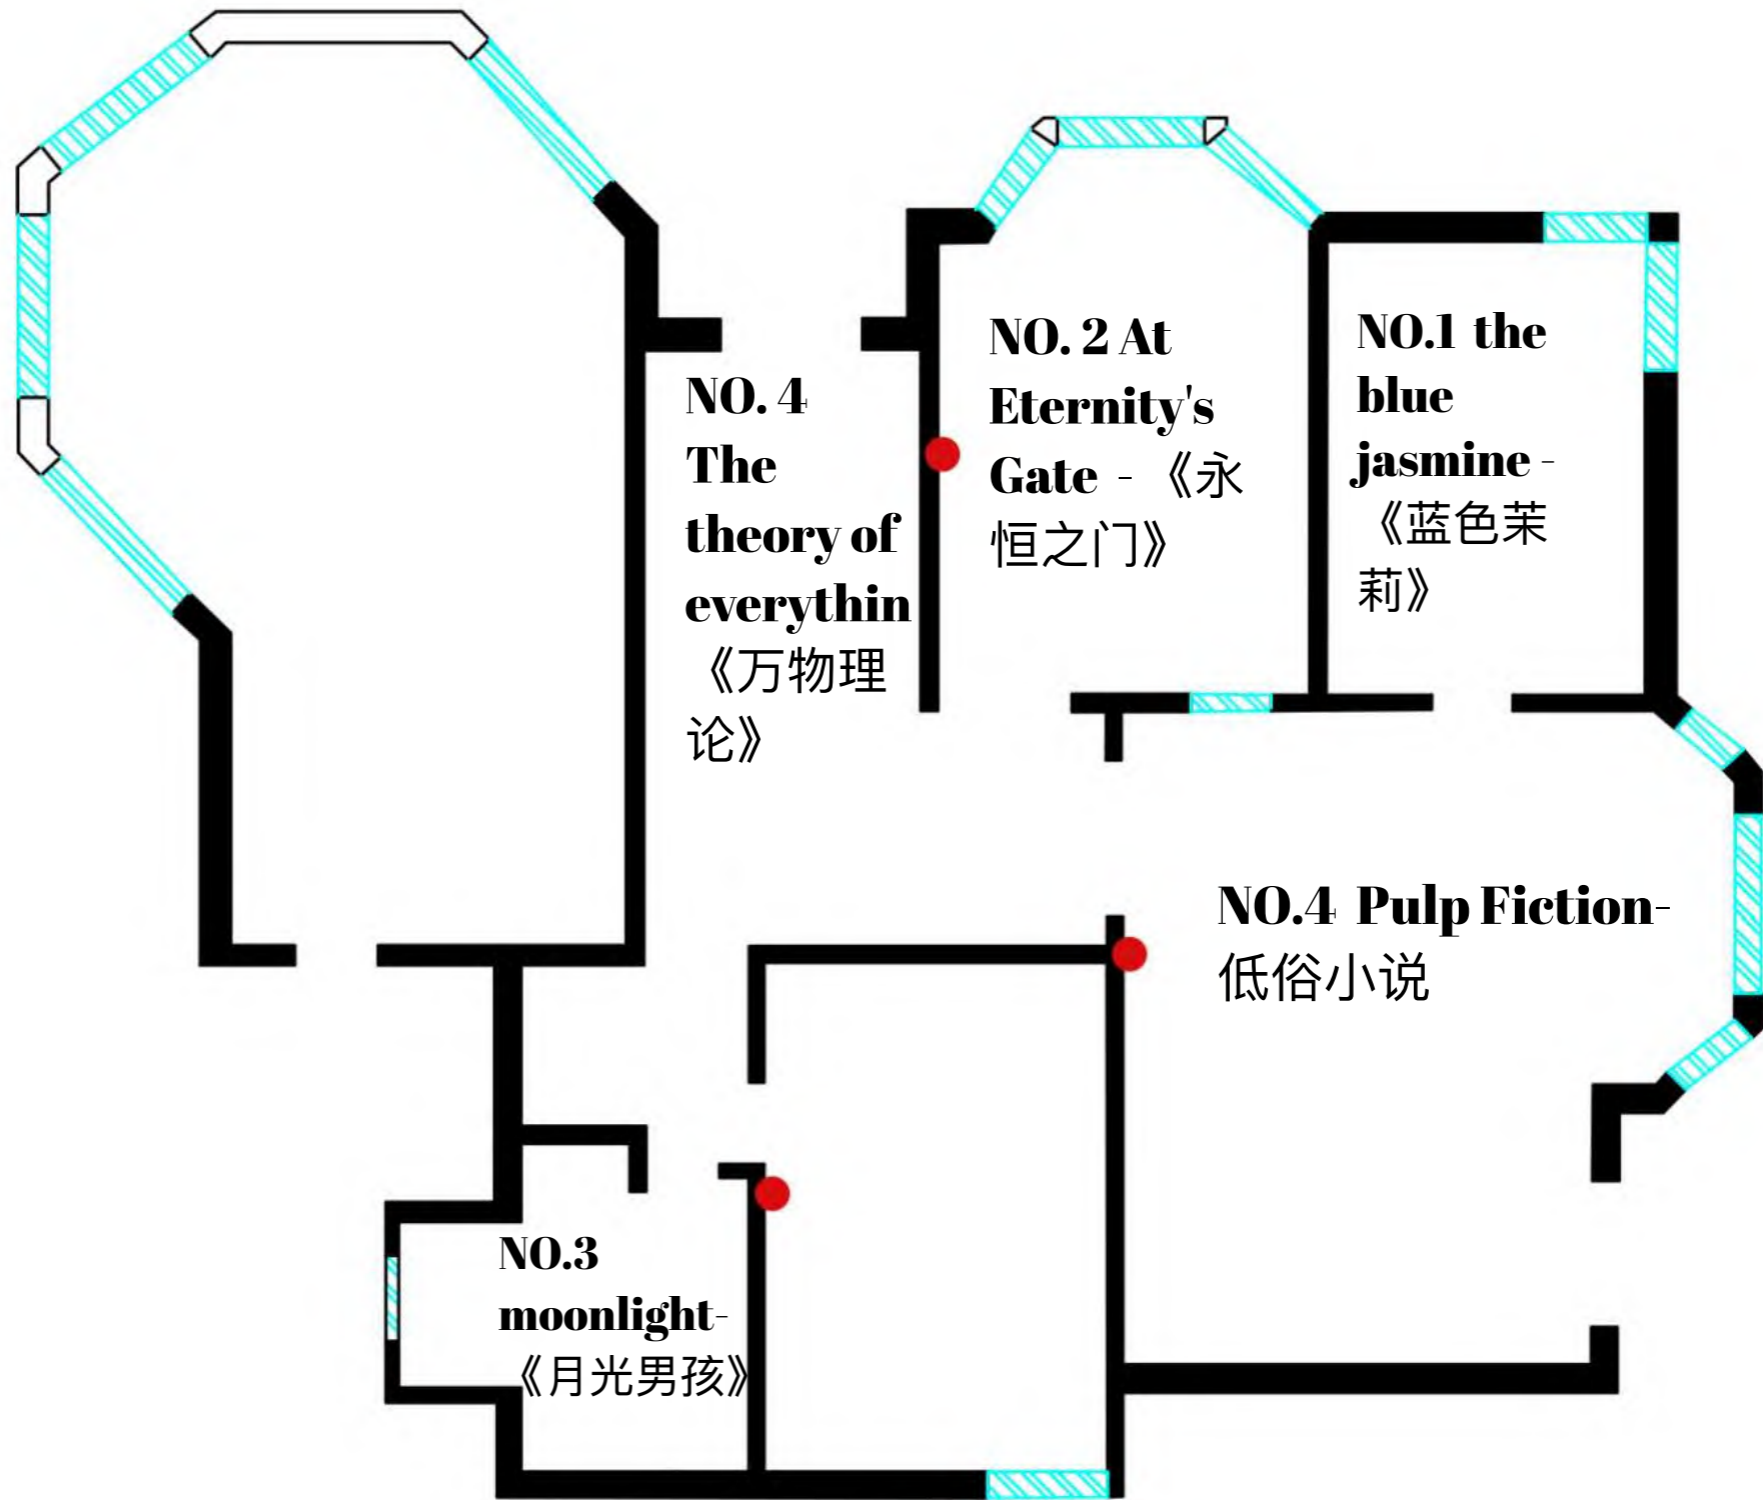 NO. 4
The
theory of
everythin
《万物理
论》
NO. 2 At
Eternity's
Gate - 《永
恒之门》
NO.1 the
blue
jasmine -
《蓝色茉
莉》
NO.4 Pulp Fiction-
低俗小说
NO.3
moonlight-
《月光男孩》